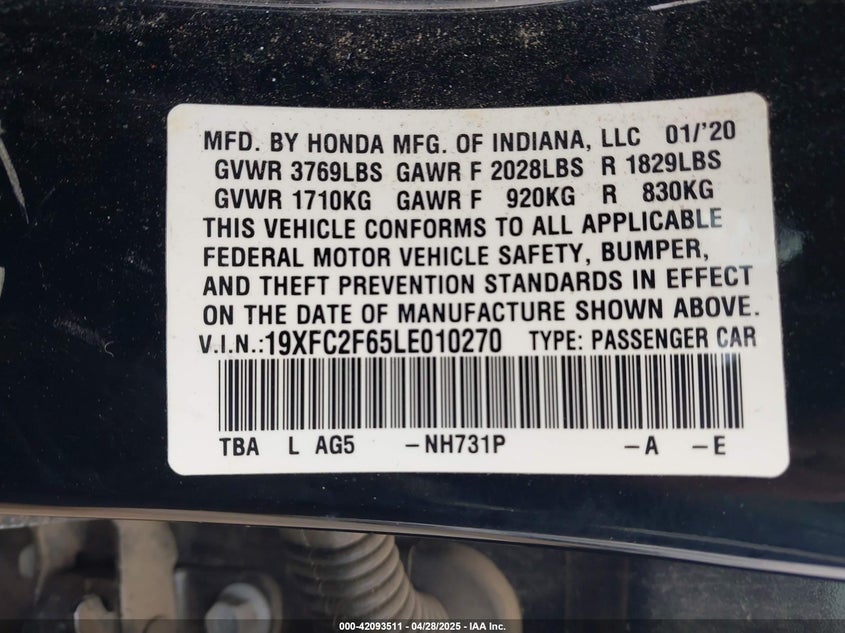 MFD. BY HONDA MFG. OF INDIANA, LLC 01/'20
GVWR 3769LBS GAWR F 2028LBS R 1829LBS
GVWR 1710KG GAWR F 920KG R 830KG
THIS VEHICLE CONFORMS TO ALL APPLICABLE
FEDERAL MOTOR VEHICLE SAFETY, BUMPER,
AND THEFT PREVENTION STANDARDS IN EFFECT
ON THE DATE OF MANUFACTURE SHOWN ABOVE.
V.I.N.:19XFC2F65LE010270 TYPE: PASSENGER CAR
TBA L AG5 –NH731P –A –E
000-42093511 - 04/28/2025 - IAA Inc.